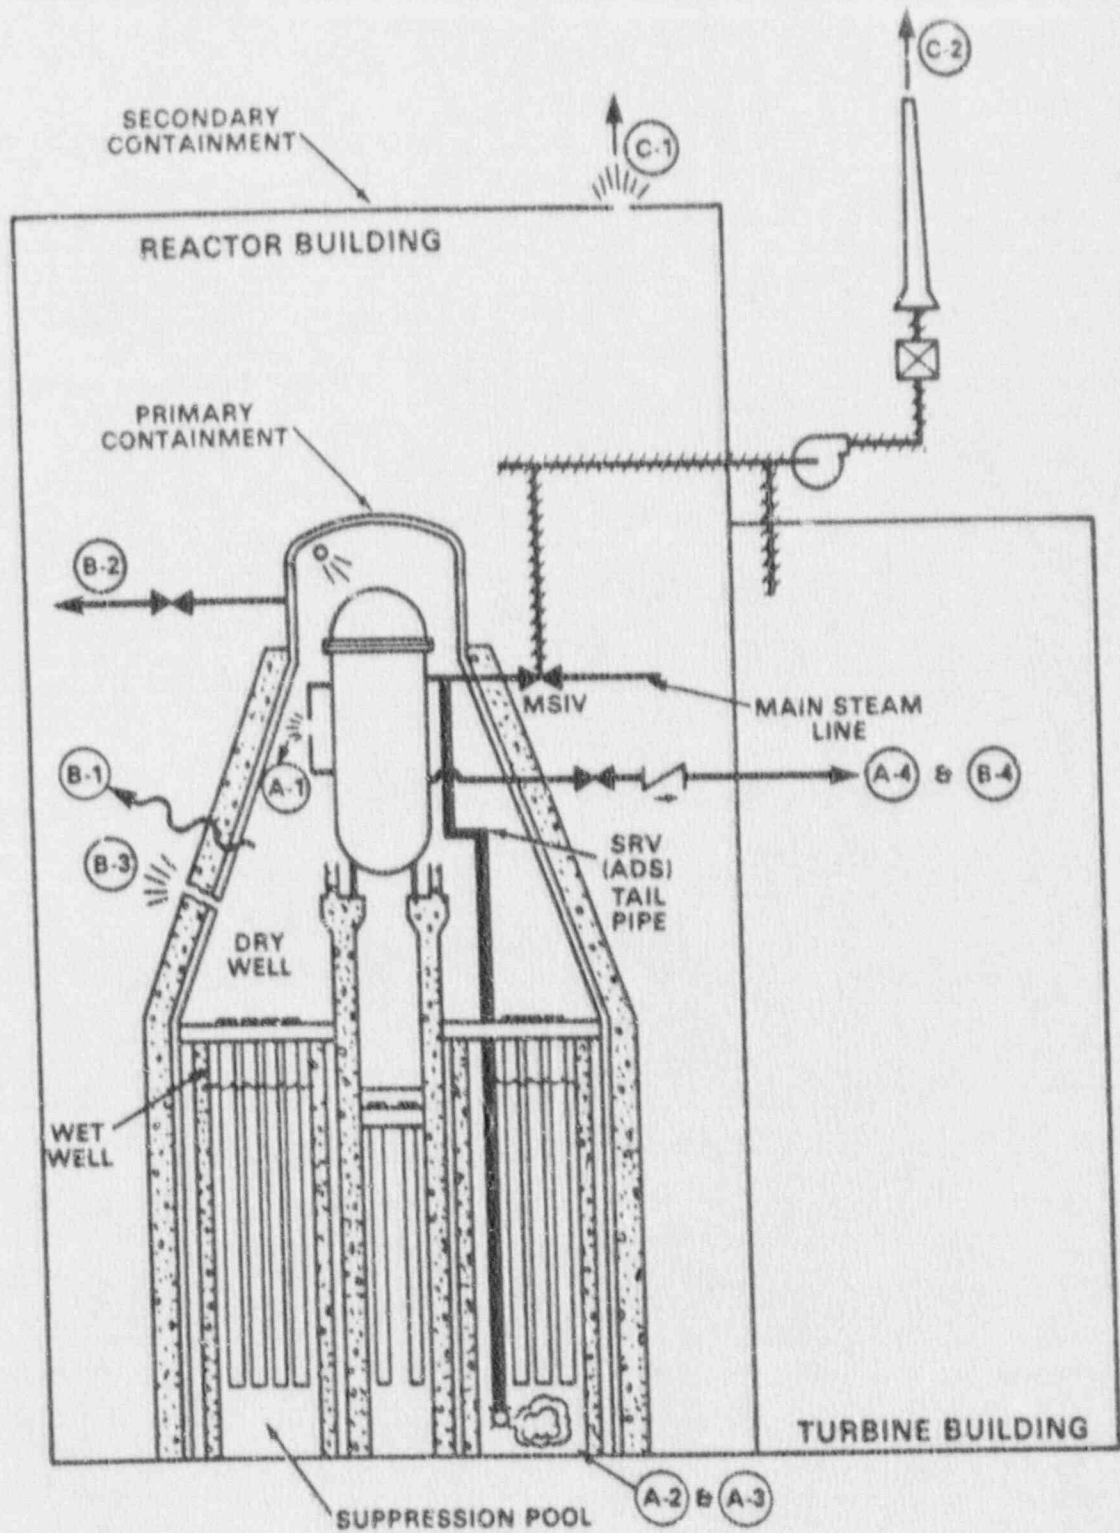 C-2
SECONDARY
CONTAINMENT
C-1
REACTOR BUILDING
PRIMARY
CONTAINMENT
B-2
MSIV
MAIN STEAM
LINE
B-1
A-1
A-4 & B-4
B-3
SRV
(ADS)
TAIL
PIPE
DRY
WELL
WET
WELL
TURBINE BUILDING
A-2 & A-3
SUPPRESSION POOL